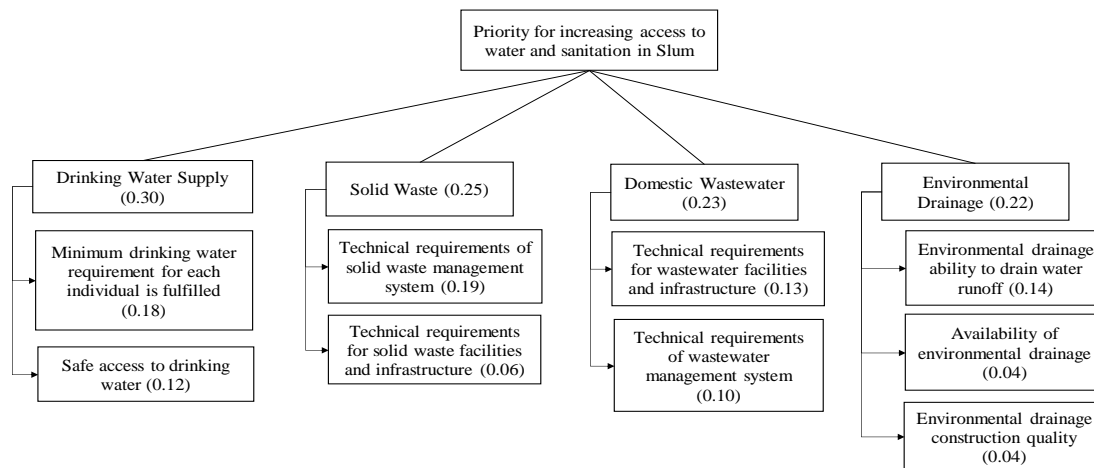 Priority for increasing access to
water and sanitation in Slum
Drinking Water Supply
(0.30)
Minimum drinking water
requirement for each
individual is fulfilled
(0.18)
Safe access to drinking
water (0.12)
Solid Waste (0.25)
Technical requirements of
solid waste management
system (0.19)
Technical requirements
for solid waste facilities
and infrastructure (0.06)
Domestic Wastewater
(0.23)
Technical requirements
for wastewater facilities
and infrastructure (0.13)
Technical requirements
of wastewater
management system
(0.10)
Environmental
Drainage (0.22)
Environmental drainage
ability to drain water
runoff (0.14)
Availability of
environmental drainage
(0.04)
Environmental drainage
construction quality
(0.04)